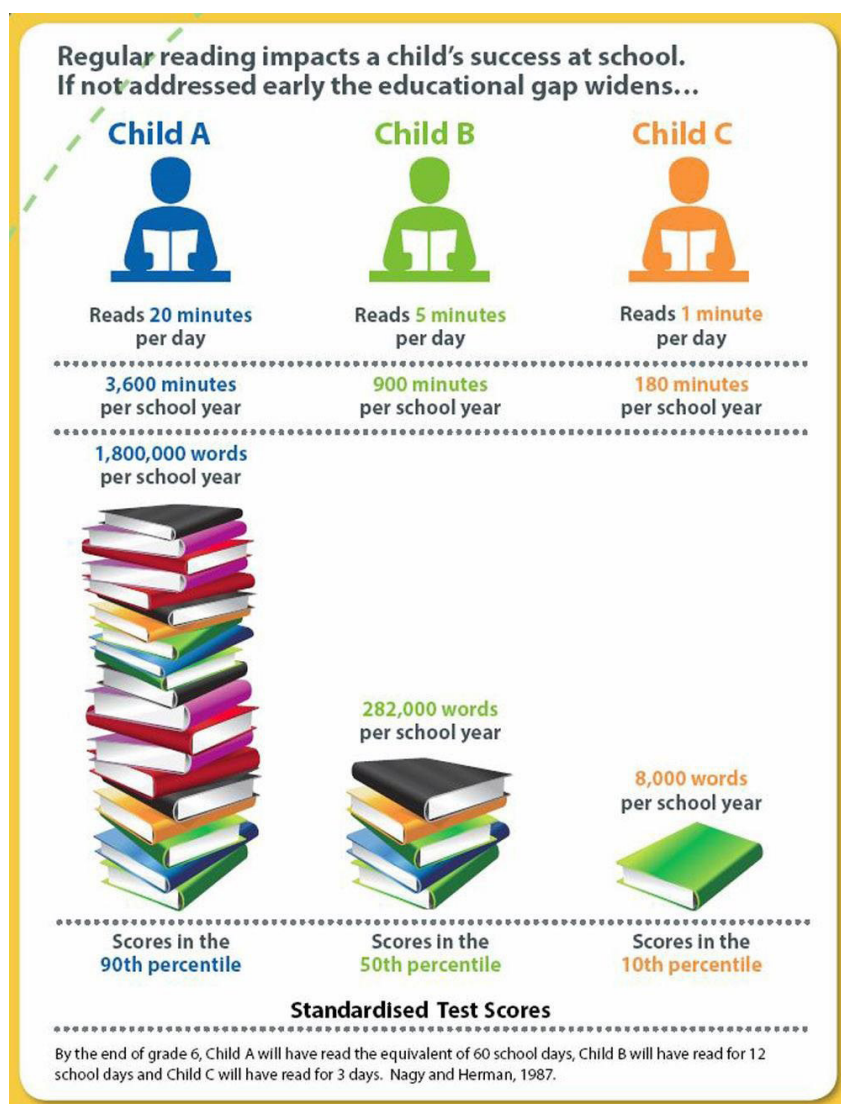 Regular reading impacts a child's success at school.
If not addressed early the educational gap widens...
Child A
Child B
Child C
Reads 20 minutes
per day
Reads 5 minutes
per day
Reads 1 minute
per day
3,600 minutes
per school year
900 minutes
per school year
180 minutes
per school year
1,800,000 words
per school year
282,000 words
per school year
8,000 words
per school year
Scores in the
90th percentile
Scores in the
50th percentile
Scores in the
10th percentile
Standardised Test Scores
By the end of grade 6, Child A will have read the equivalent of 60 school days, Child B will have read for 12
school days and Child C will have read for 3 days. Nagy and Herman, 1987.